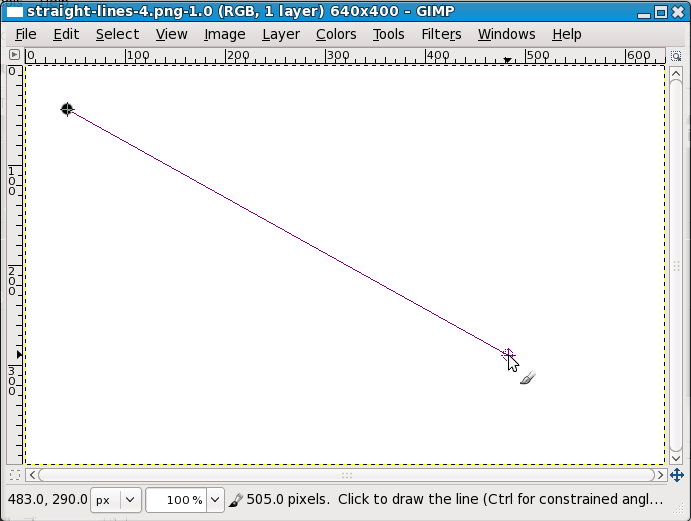 straight-lines-4.png-1.0 (RGB, 1 layer) 640x400 – GIMP
File Edit Select View Image Layer Colors Tools Filters Windows Help
0 100 200 300 400 500 600
0
100
200
300
483.0, 290.0 px 100 % 505.0 pixels. Click to draw the line (Ctrl for constrained angl...